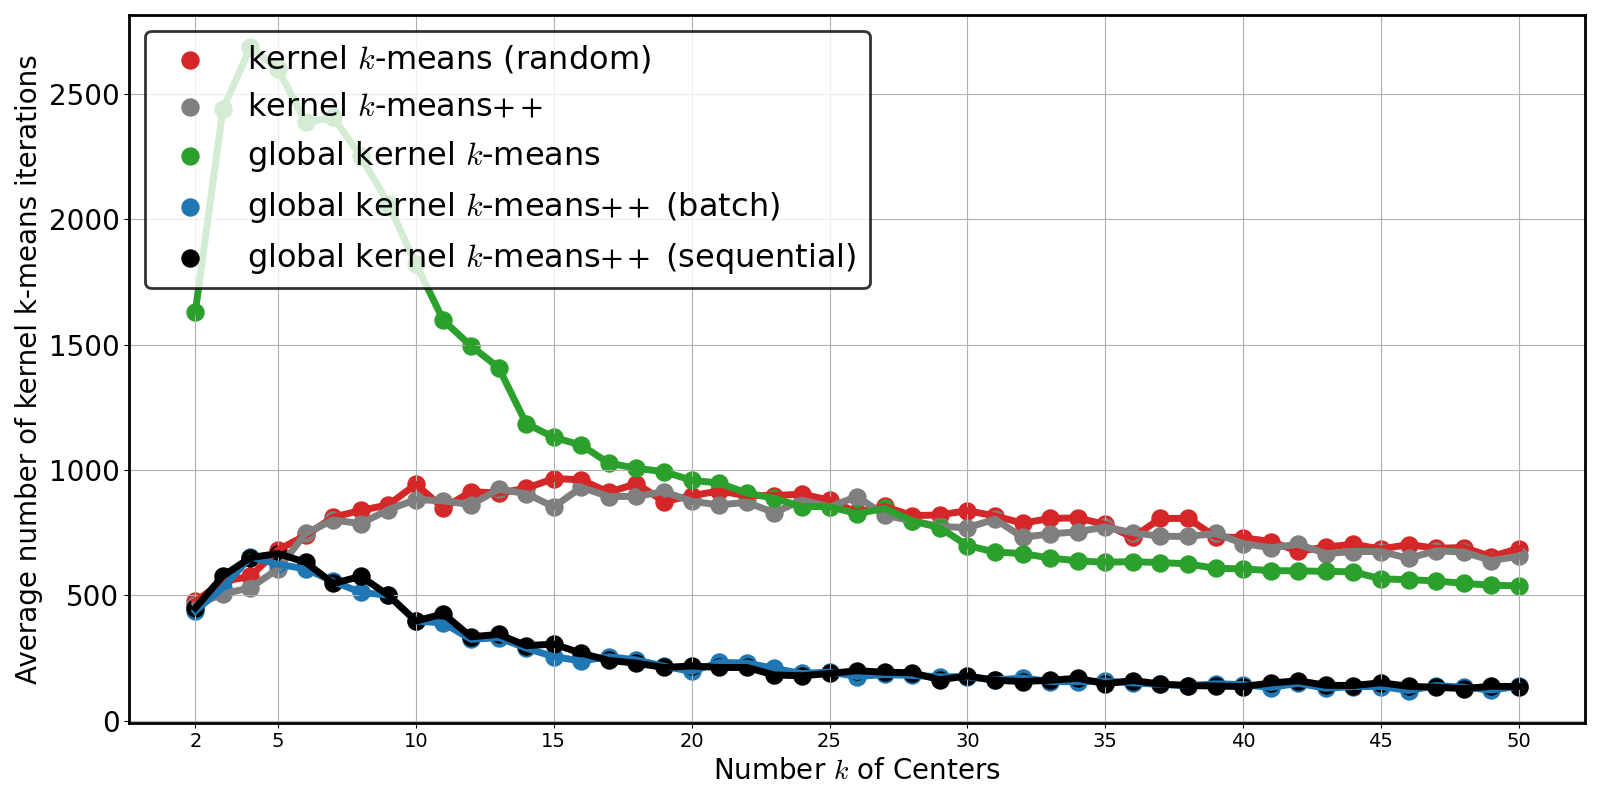 kernel k-means (random)
kernel k-means++
global kernel k-means
global kernel k-means++ (batch)
global kernel k-means++ (sequential)
Average number of kernel k-means iterations
2500
2000
1500
1000
500
0
2 5 10 15 20 25 30 35 40 45 50
Number k of Centers